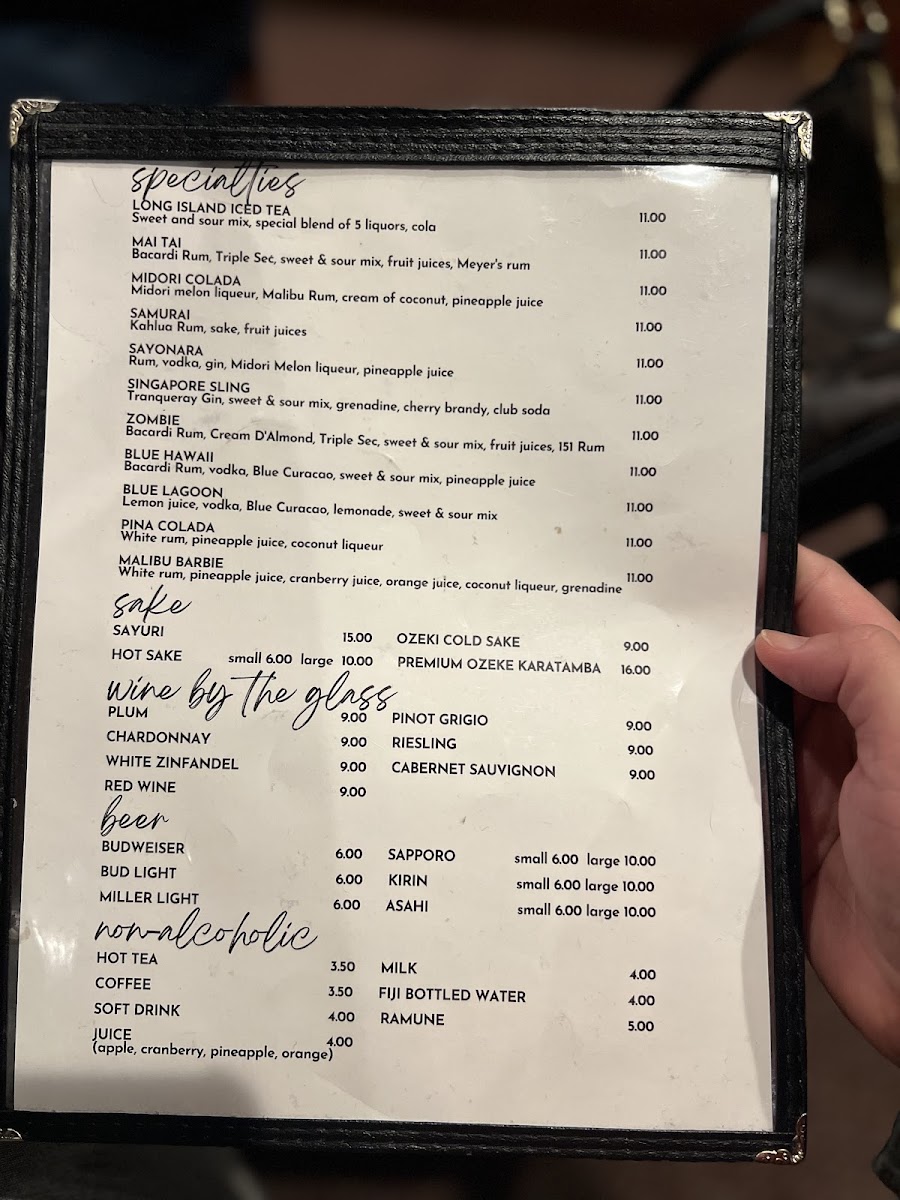 specialties
LONG ISLAND ICED TEA
Sweet and sour mix, special blend of 5 liquors, cola 11.00
MAI TAI
Bacardi Rum, Triple Sec, sweet & sour mix, fruit juices, Meyer's rum 11.00
MIDORI COLADA
Midori melon liqueur, Malibu Rum, cream of coconut, pineapple juice 11.00
SAMURAI
Kahlua Rum, sake, fruit juices 11.00
SAYONARA
Rum, vodka, gin, Midori Melon liqueur, pineapple juice 11.00
SINGAPORE SLING
Tranqueray Gin, sweet & sour mix, grenadine, cherry brandy, club soda 11.00
ZOMBIE
Bacardi Rum, Cream D'Almond, Triple Sec, sweet & sour mix, fruit juices, 151 Rum 11.00
BLUE HAWAII
Bacardi Rum, vodka, Blue Curacao, sweet & sour mix, pineapple juice 11.00
BLUE LAGOON
Lemon juice, vodka, Blue Curacao, lemonade, sweet & sour mix 11.00
PINA COLADA
White rum, pineapple juice, coconut liqueur 11.00
MALIBU BARBIE
White rum, pineapple juice, cranberry juice, orange juice, coconut liqueur, grenadine 11.00
sake
SAYURI 15.00 OZEKI COLD SAKE 9.00
HOT SAKE small 6.00 large 10.00 PREMIUM OZEKE KARATAMBA 16.00
wine by the glass
PLUM 9.00 PINOT GRIGIO 9.00
CHARDONNAY 9.00 RIESLING 9.00
WHITE ZINFANDEL 9.00 CABERNET SAUVIGNON 9.00
RED WINE 9.00
beer
BUDWEISER 6.00 SAPPORO small 6.00 large 10.00
BUD LIGHT 6.00 KIRIN small 6.00 large 10.00
MILLER LIGHT 6.00 ASAHI small 6.00 large 10.00
non-alcoholic
HOT TEA 3.50 MILK 4.00
COFFEE 3.50 FIJI BOTTLED WATER 4.00
SOFT DRINK 4.00 RAMUNE 5.00
JUICE 4.00
(apple, cranberry, pineapple, orange)